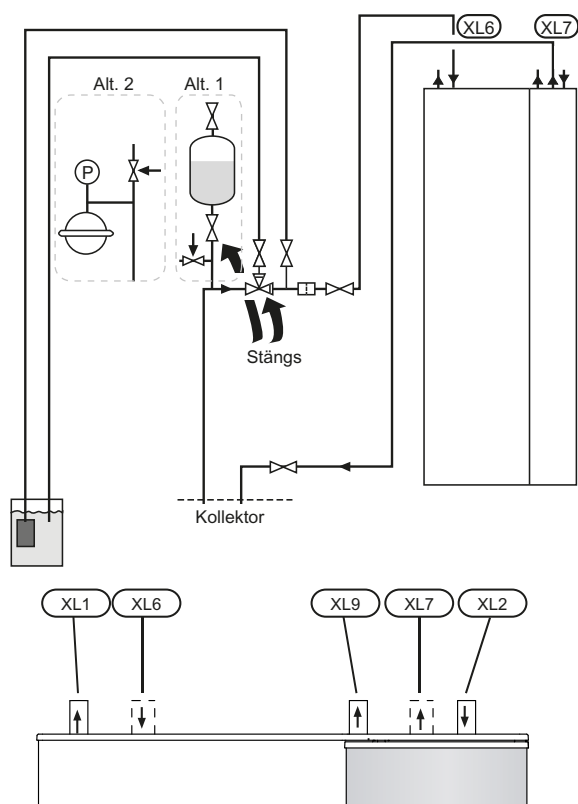 XL6 XL7
Alt. 2 Alt. 1
P
Stängs
Kollektor
XL1 XL6 XL9 XL7 XL2